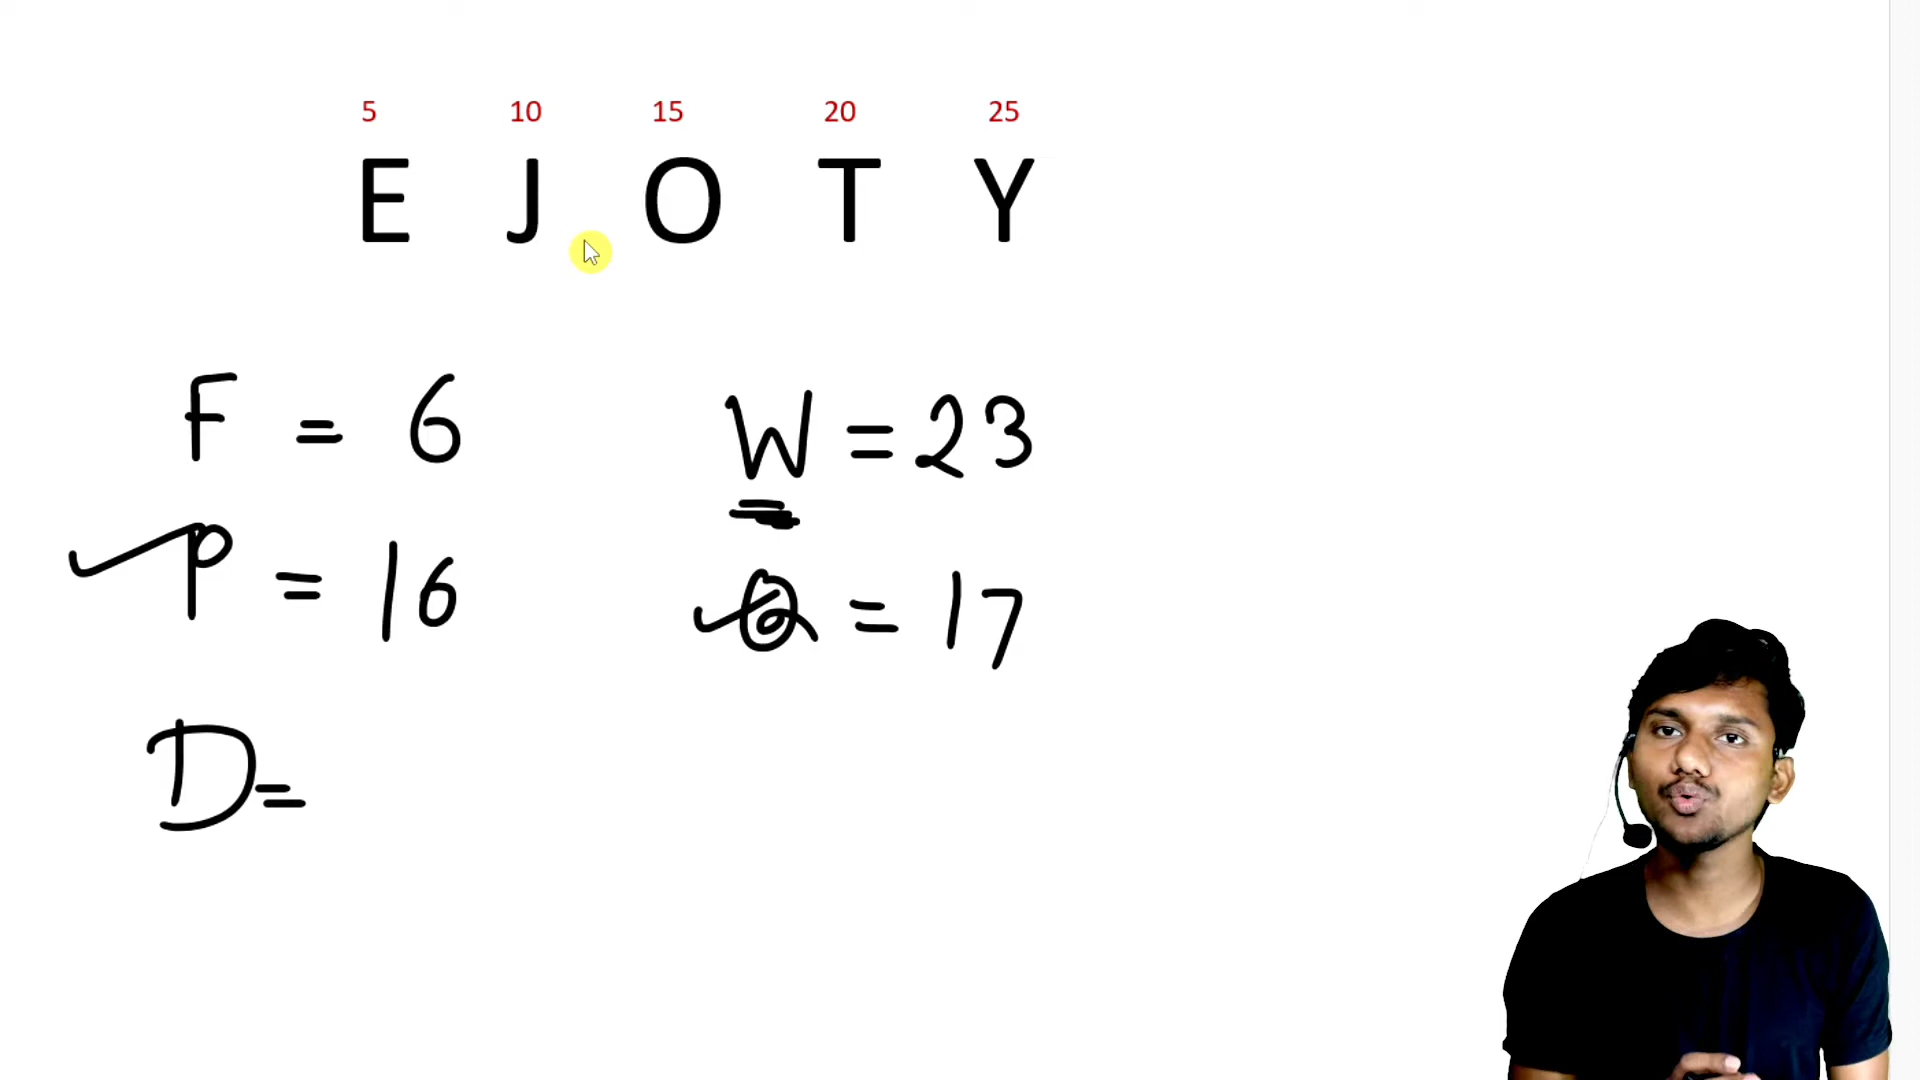 5 10 15 20 25
E J O T Y
F = 6 W = 23
P = 16 Q = 17
D=